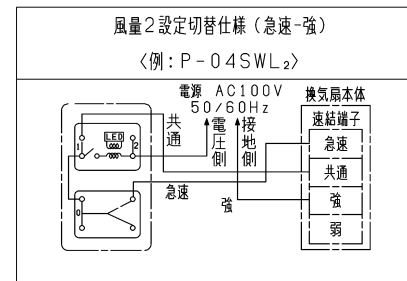 風量2設定切替仕様（急速-強）
〈例：P-04SWL₂〉
電源 AC100V
50/60Hz
換気扇本体
速結端子
急速
共通
強
弱
共通
電圧側
接地側
LED
1
2
0
急速
強